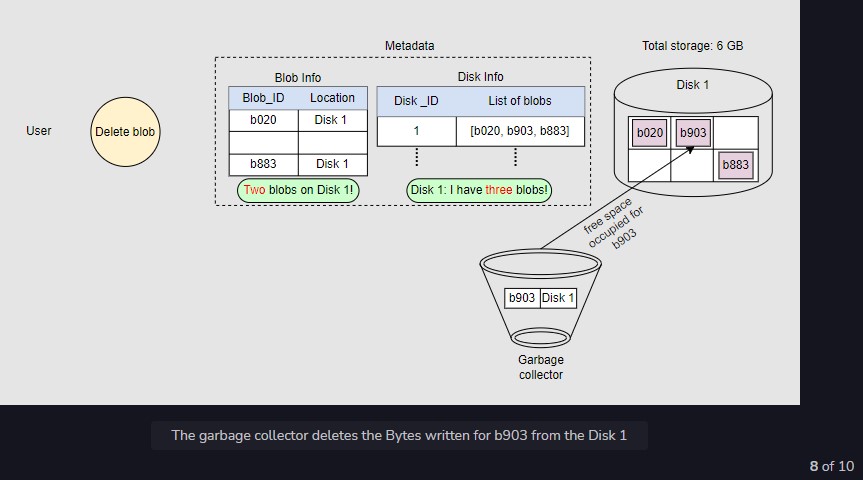 Metadata
Total storage: 6 GB
Blob Info
Disk Info
Disk 1
Blob_ID Location
Disk _ID List of blobs
b020 Disk 1
1 [b020, b903, b883]
b883 Disk 1
Two blobs on Disk 1!
Disk 1: I have three blobs!
User
Delete blob
b020 b903
b883
free space
occupied for
b903
b903 Disk 1
Garbage
collector
The garbage collector deletes the Bytes written for b903 from the Disk 1
8 of 10